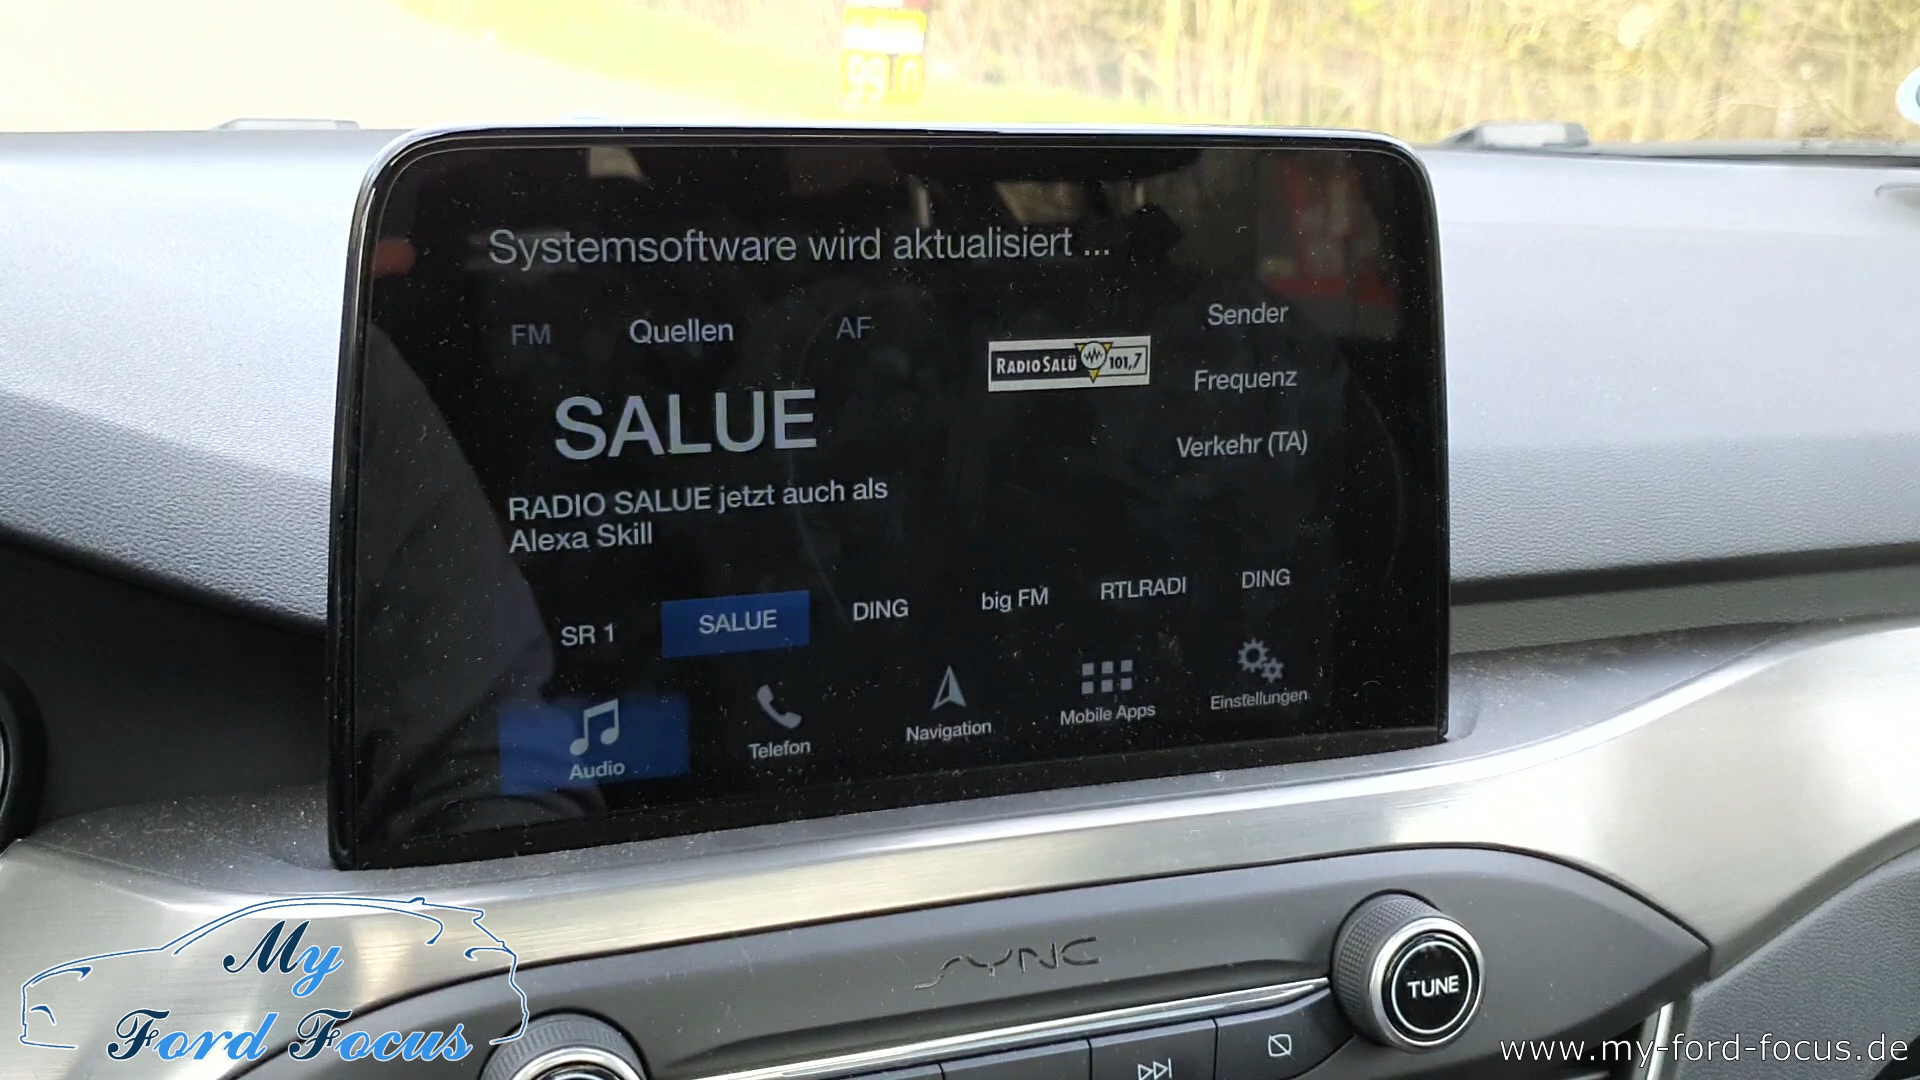 Systemsoftware wird aktualisiert ...
FM Quellen AF
Sender
RADIO SALÜ 101,7
Frequenz
SALUE
Verkehr (TA)
RADIO SALUE jetzt auch als
Alexa Skill
SR 1 SALUE DING big FM RTLRADI DING
Audio Telefon Navigation Mobile Apps Einstellungen
SYNC
TUNE
My
Ford Focus
www.my-ford-focus.de